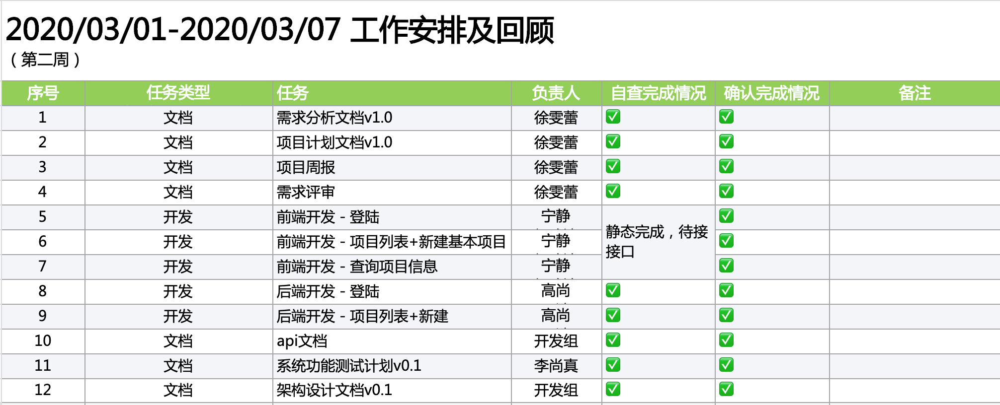 2020/03/01-2020/03/07 工作安排及回顾
（第二周）
序号 任务类型 任务 负责人 自查完成情况 确认完成情况 备注
1 文档 需求分析文档v1.0 徐雯蕾 ✅ ✅
2 文档 项目计划文档v1.0 徐雯蕾 ✅ ✅
3 文档 项目周报 徐雯蕾 ✅ ✅
4 文档 需求评审 徐雯蕾 ✅ ✅
5 开发 前端开发 - 登陆 宁静 ✅
静态完成，待接
6 开发 前端开发 - 项目列表+新建基本项目 宁静 ✅
接口
7 开发 前端开发 - 查询项目信息 宁静 ✅
8 开发 后端开发 - 登陆 高尚 ✅ ✅
9 开发 后端开发 - 项目列表+新建 高尚 ✅ ✅
10 文档 api文档 开发组 ✅ ✅
11 文档 系统功能测试计划v0.1 李尚真 ✅ ✅
12 文档 架构设计文档v0.1 开发组 ✅ ✅